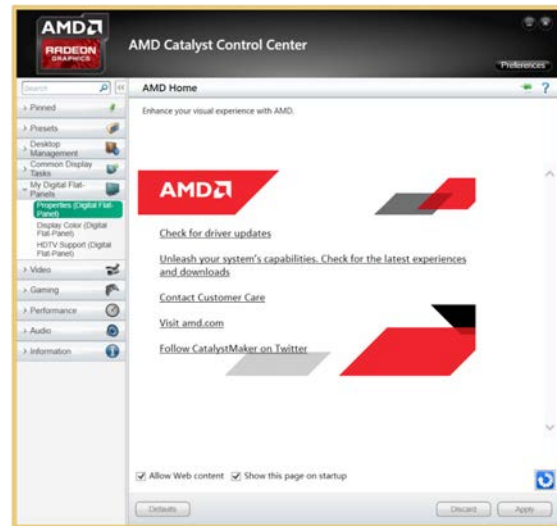 AMD
RADEON
GRAPHICS
AMD Catalyst Control Center
Preferences
Search
AMD Home
Enhance your visual experience with AMD.
Pinned
Presets
Desktop
Management
Common Display
Tasks
My Digital Flat-
Panels
Properties (Digital Flat-
Panel)
Display Color (Digital
Flat-Panel)
HDTV Support (Digital
Flat-Panel)
Video
Gaming
Performance
Audio
Information
AMD
Check for driver updates
Unleash your system's capabilities. Check for the latest experiences
and downloads
Contact Customer Care
Visit amd.com
Follow CatalystMaker on Twitter
Allow Web content
Show this page on startup
Defaults
Discard
Apply